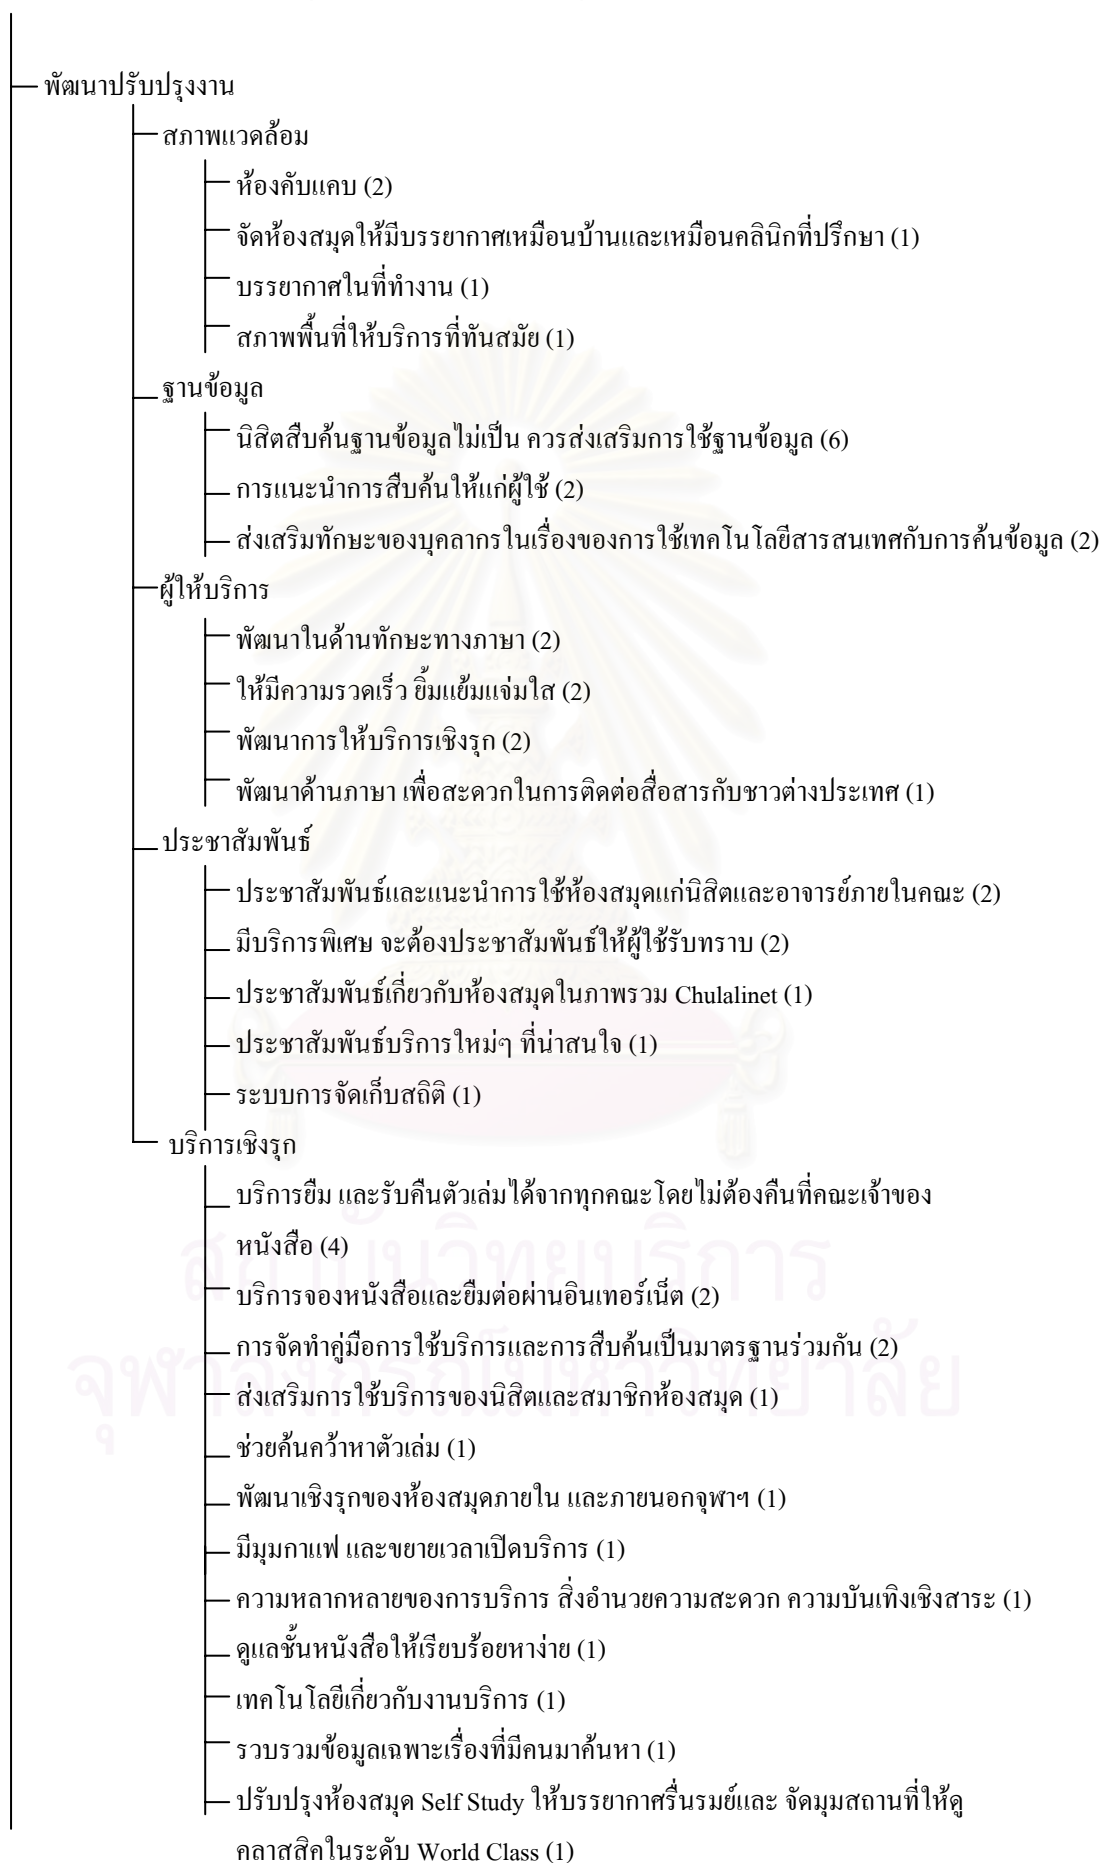 พัฒนาปรับปรุงงาน
สภาพแวดล้อม
ห้องคับแคบ (2)
จัดห้องสมุดให้มีบรรยากาศเหมือนบ้านและเหมือนคลินิกที่ปรึกษา (1)
บรรยากาศในที่ทำงาน (1)
สภาพพื้นที่ให้บริการที่ทันสมัย (1)
ฐานข้อมูล
นิสิตสืบค้นฐานข้อมูลไม่เป็น ควรส่งเสริมการใช้ฐานข้อมูล (6)
การแนะนำการสืบค้นให้แก่ผู้ใช้ (2)
ส่งเสริมทักษะของบุคลากรในเรื่องของการใช้เทคโนโลยีสารสนเทศกับการค้นข้อมูล (2)
ผู้ให้บริการ
พัฒนาในด้านทักษะทางภาษา (2)
ให้มีความรวดเร็ว ยิ้มแย้มแจ่มใส (2)
พัฒนาการให้บริการเชิงรุก (2)
พัฒนาด้านภาษา เพื่อสะดวกในการติดต่อสื่อสารกับชาวต่างประเทศ (1)
ประชาสัมพันธ์
ประชาสัมพันธ์และแนะนำการใช้ห้องสมุดแก่นิสิตและอาจารย์ภายในคณะ (2)
มีบริการพิเศษ จะต้องประชาสัมพันธ์ให้ผู้ใช้รับทราบ (2)
ประชาสัมพันธ์เกี่ยวกับห้องสมุดในภาพรวม Chulalinet (1)
ประชาสัมพันธ์บริการใหม่ๆ ที่น่าสนใจ (1)
ระบบการจัดเก็บสถิติ (1)
บริการเชิงรุก
บริการยืม และรับคืนตัวเล่มได้จากทุกคณะโดยไม่ต้องคืนที่คณะเจ้าของ
หนังสือ (4)
บริการจองหนังสือและยืมต่อผ่านอินเทอร์เน็ต (2)
การจัดทำคู่มือการใช้บริการและการสืบค้นเป็นมาตรฐานร่วมกัน (2)
ส่งเสริมการใช้บริการของนิสิตและสมาชิกห้องสมุด (1)
ช่วยค้นคว้าหาตัวเล่ม (1)
พัฒนาเชิงรุกของห้องสมุดภายใน และภายนอกจุฬาฯ (1)
มีมุมกาแฟ และขยายเวลาเปิดบริการ (1)
ความหลากหลายของการบริการ สิ่งอำนวยความสะดวก ความบันเทิงเชิงสาระ (1)
ดูแลชั้นหนังสือให้เรียบร้อยหาง่าย (1)
เทคโนโลยีเกี่ยวกับงานบริการ (1)
รวบรวมข้อมูลเฉพาะเรื่องที่มีคนมาค้นหา (1)
ปรับปรุงห้องสมุด Self Study ให้บรรยากาศรื่นรมย์และ จัดมุมสถานที่ให้ดู
คลาสสิคในระดับ World Class (1)
สถาบันวิทยบริการ
จุฬาลงกรณ์มหาวิทยาลัย